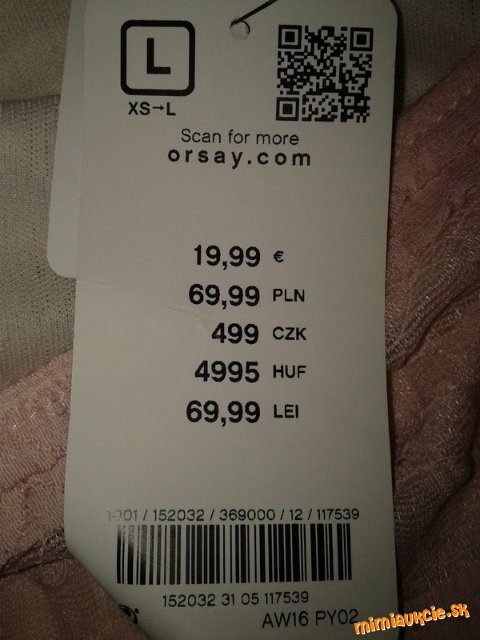 L
XS→L
Scan for more
orsay.com
19,99 €
69,99 PLN
499 CZK
4995 HUF
69,99 LEI
1001 / 152032 / 369000 / 12 / 117539
152032 31 05 117539
AW16 PY02
mimiaukcie.sk